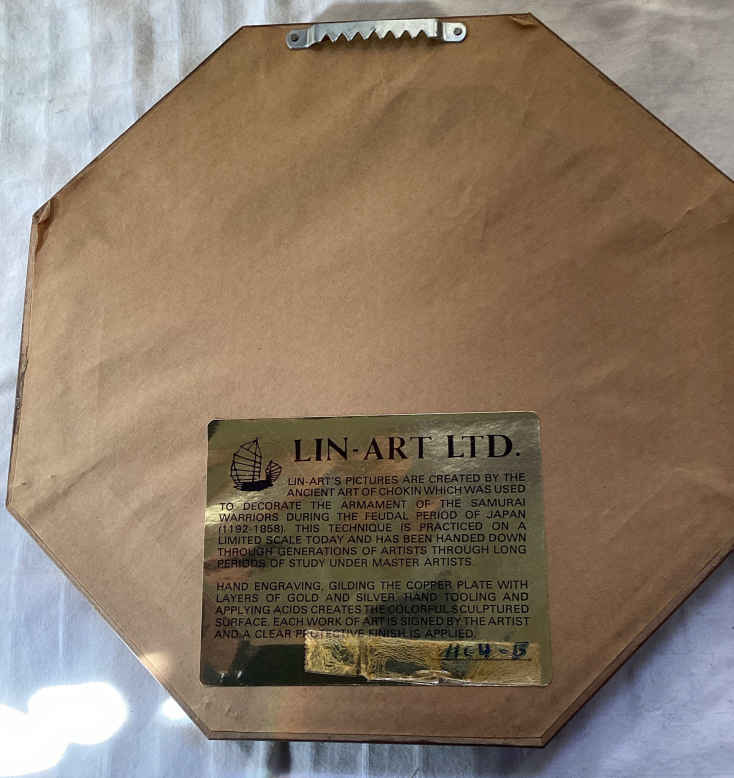 LIN-ART LTD.
LIN-ART'S PICTURES ARE CREATED BY THE
ANCIENT ART OF CHOKIN WHICH WAS USED
TO DECORATE THE ARMAMENT OF THE SAMURAI
WARRIORS DURING THE FEUDAL PERIOD OF JAPAN
(1192-1858). THIS TECHNIQUE IS PRACTICED ON A
LIMITED SCALE TODAY AND HAS BEEN HANDED DOWN
THROUGH GENERATIONS OF ARTISTS THROUGH LONG
PERIODS OF STUDY UNDER MASTER ARTISTS.
HAND ENGRAVING, GILDING THE COPPER PLATE WITH
LAYERS OF GOLD AND SILVER, HAND TOOLING AND
APPLYING ACIDS CREATES THE COLORFUL SCULPTURED
SURFACE. EACH WORK OF ART IS SIGNED BY THE ARTIST
AND A CLEAR PROTECTIVE FINISH IS APPLIED.